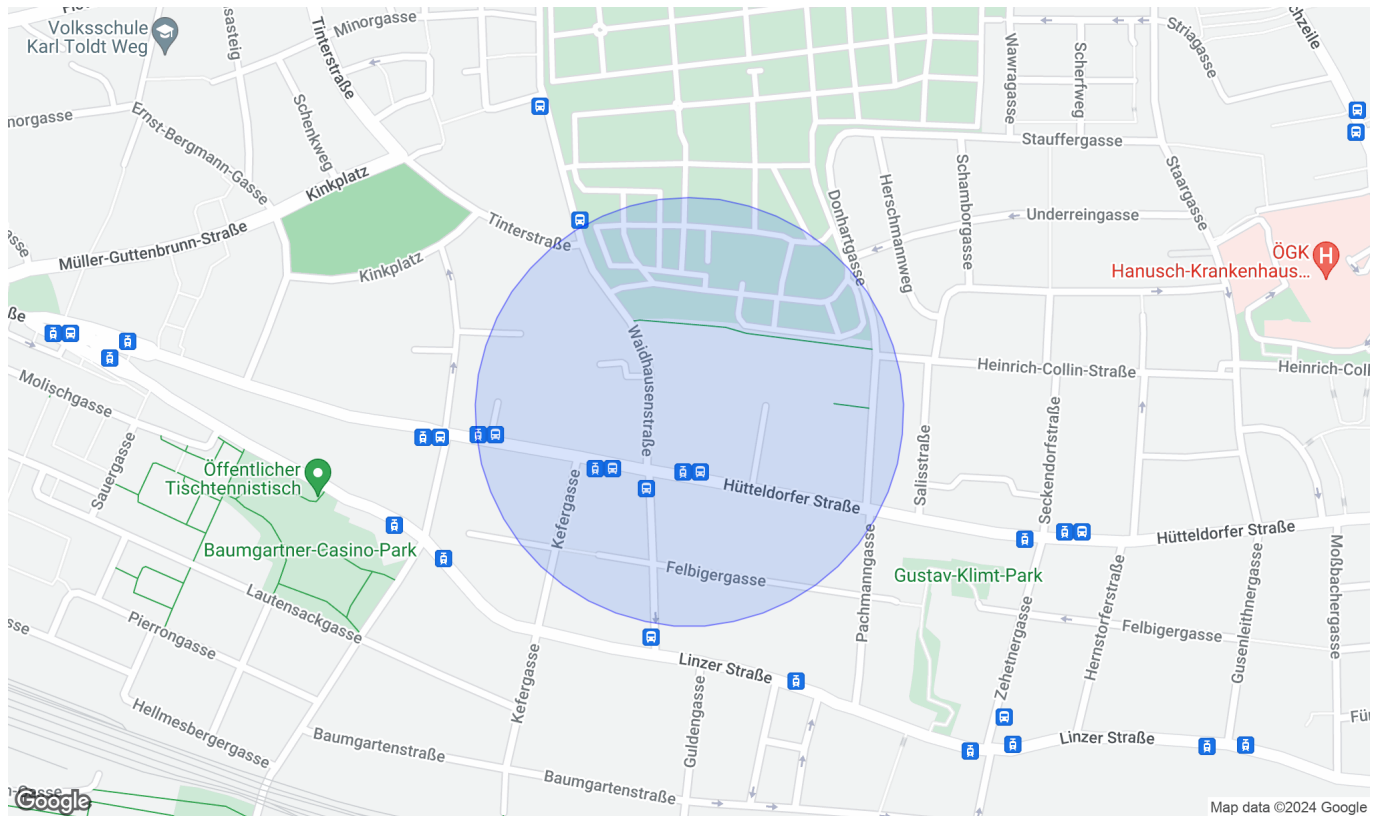 Volksschule
Karl Toldt Weg
Minorgasse
Tinterstraße
Schenkweg
Ernst-Bergmann-Gasse
Kinkplatz
Müller-Guttenbrunn-Straße
Tinterstraße
Kinkplatz
Wawragasse
Scherfweg
Striagasse
Stauffergasse
Staargasse
Herschmannweg
Schamborgasse
Donhartgasse
Underreingasse
ÖGK
Hanusch-Krankenhaus...
Waidhausenstraße
Heinrich-Collin-Straße
Molischgasse
Sauergasse
Öffentlicher
Tischtennistisch
Baumgartner-Casino-Park
Kefergasse
Hütteldorfer Straße
Salisstraße
Seckendorfstraße
Hütteldorfer Straße
Felbigergasse
Gustav-Klimt-Park
Pachmanngasse
Lautensackgasse
Pierrongasse
Hellmesbergergasse
Kefergasse
Linzer Straße
Guldengasse
Zehetnergasse
Hernstorferstraße
Felbigergasse
Gusenleithnergasse
Moßbachergasse
Baumgartenstraße
Baumgartenstraße
Linzer Straße
Google
Map data ©2024 Google